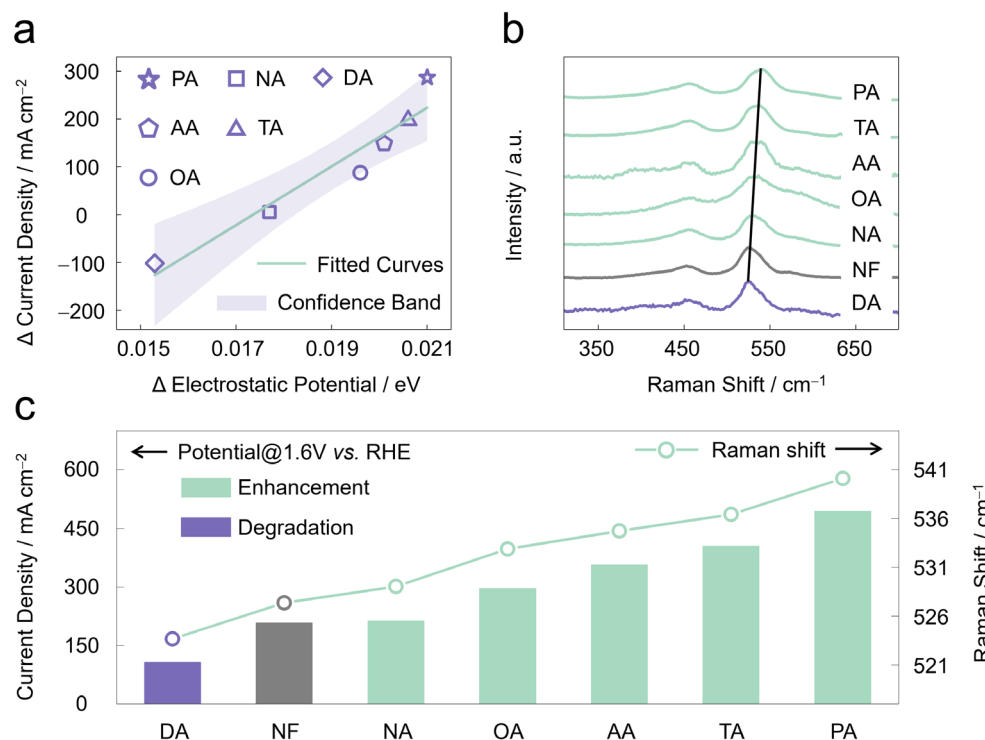 a
Δ Current Density / mA cm⁻²
300
200
100
0
−100
−200
PA
NA
DA
AA
TA
OA
Fitted Curves
Confidence Band
0.015
0.017
0.019
0.021
Δ Electrostatic Potential / eV
b
Intensity / a.u.
PA
TA
AA
OA
NA
NF
DA
350
450
550
650
Raman Shift / cm⁻¹
c
Current Density / mA cm⁻²
600
450
300
150
0
Potential@1.6V vs. RHE
Enhancement
Degradation
Raman shift
541
536
531
526
521
Raman Shift / cm⁻¹
DA
NF
NA
OA
AA
TA
PA